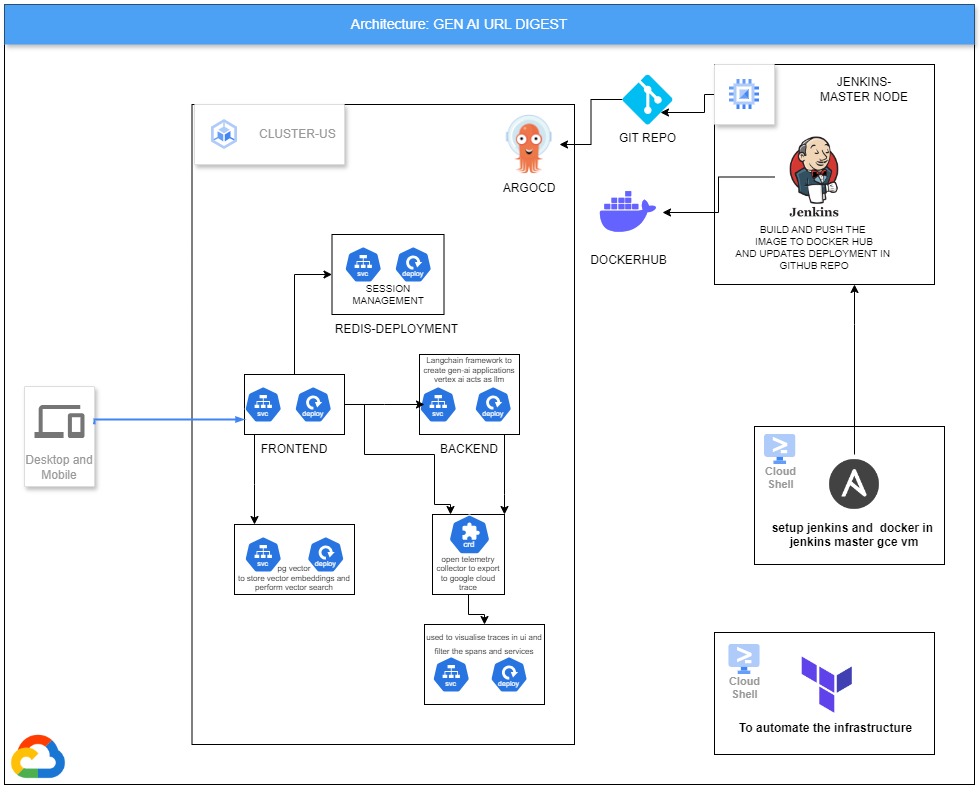 Architecture: GEN AI URL DIGEST
CLUSTER-US
ARGOCD
GIT REPO
DOCKERHUB
JENKINS-
MASTER NODE
Jenkins
BUILD AND PUSH THE
IMAGE TO DOCKER HUB
AND UPDATES DEPLOYMENT IN
GITHUB REPO
svc
deploy
SESSION
MANAGEMENT
REDIS-DEPLOYMENT
Langchain framework to
create gen-ai applications
vertex ai acts as llm
svc
deploy
BACKEND
svc
deploy
FRONTEND
Desktop and
Mobile
svc
deploy
pg vector
to store vector embeddings and
perform vector search
crd
open telemetry
collector to export
to google cloud
trace
used to visualise traces in ui and
filter the spans and services
svc
deploy
Cloud
Shell
setup jenkins and docker in
jenkins master gce vm
Cloud
Shell
To automate the infrastructure